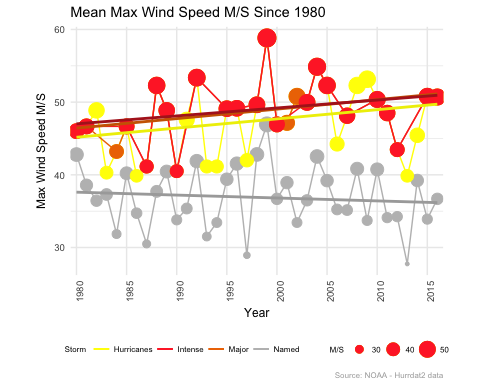 Mean Max Wind Speed M/S Since 1980
Max Wind Speed M/S
60
50
40
30
1980 1985 1990 1995 2000 2005 2010 2015
Year
Storm Hurricanes Intense Major Named M/S 30 40 50
Source: NOAA - Hurrdat2 data